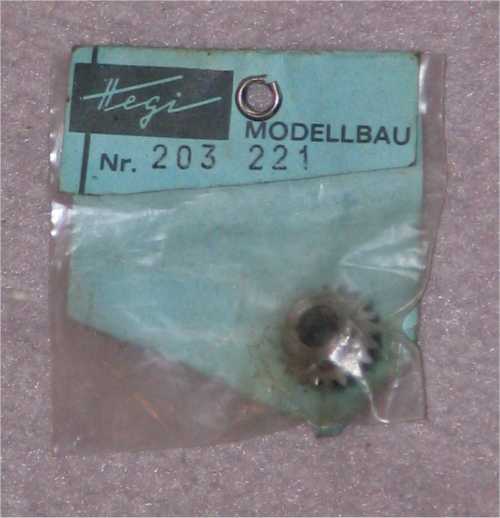 Hegi
MODELLBAU
Nr. 203 221